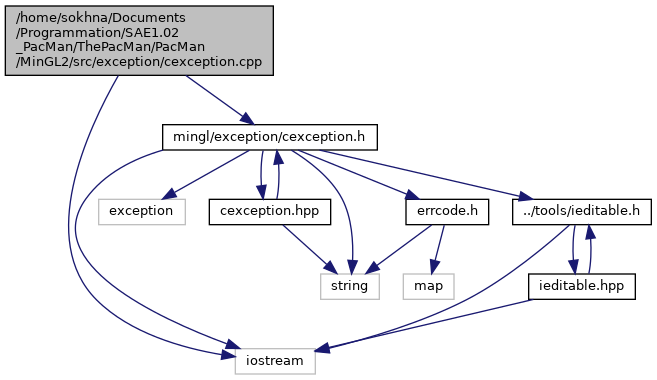 /home/sokhna/Documents
/Programmation/SAE1.02
_PacMan/ThePacMan/PacMan
/MinGL2/src/exception/cexception.cpp
mingl/exception/cexception.h
exception
cexception.hpp
errcode.h
../tools/ieditable.h
string
map
ieditable.hpp
iostream